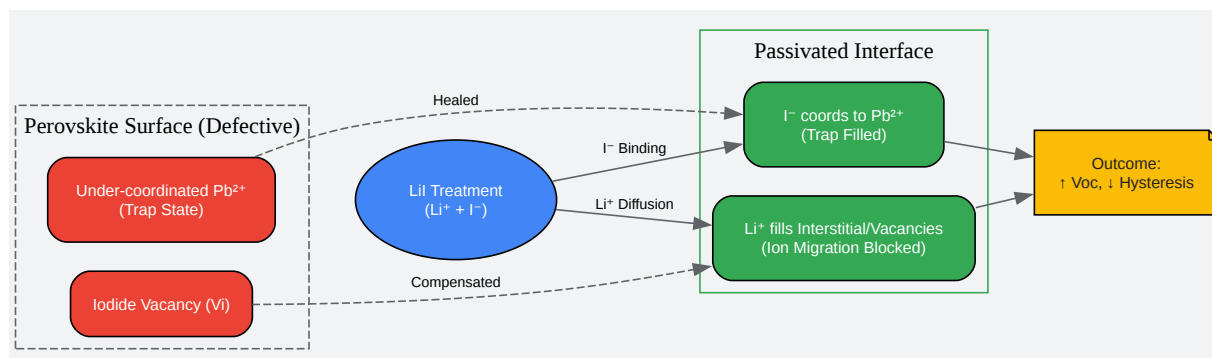 Perovskite Surface (Defective)
Under-coordinated Pb²⁺
(Trap State)
Iodide Vacancy (Vi)
Healed
LiI Treatment
(Li⁺ + I⁻)
I⁻ Binding
Li⁺ Diffusion
Compensated
Passivated Interface
I⁻ coords to Pb²⁺
(Trap Filled)
Li⁺ fills Interstitial/Vacancies
(Ion Migration Blocked)
Outcome:
↑ Voc, ↓ Hysteresis